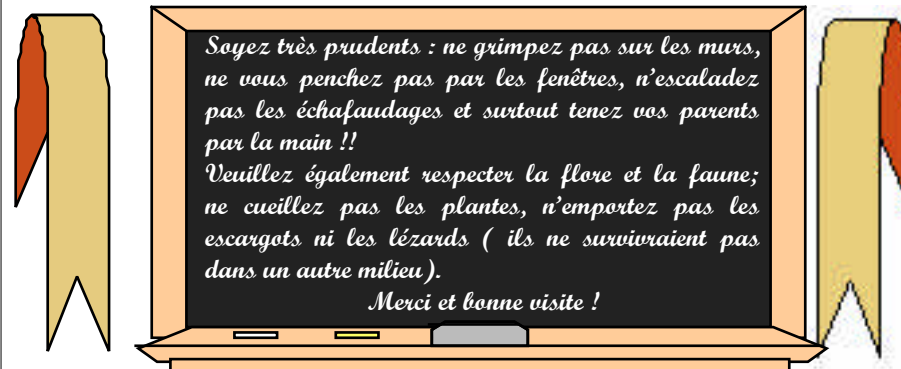 Soyez très prudents : ne grimpez pas sur les murs,
ne vous penchez pas par les fenêtres, n'escaladez
pas les échafaudages et surtout tenez vos parents
par la main !!
Veuillez également respecter la flore et la faune;
ne cueillez pas les plantes, n'emportez pas les
escargots ni les lézards ( ils ne survivraient pas
dans un autre milieu).
Merci et bonne visite !